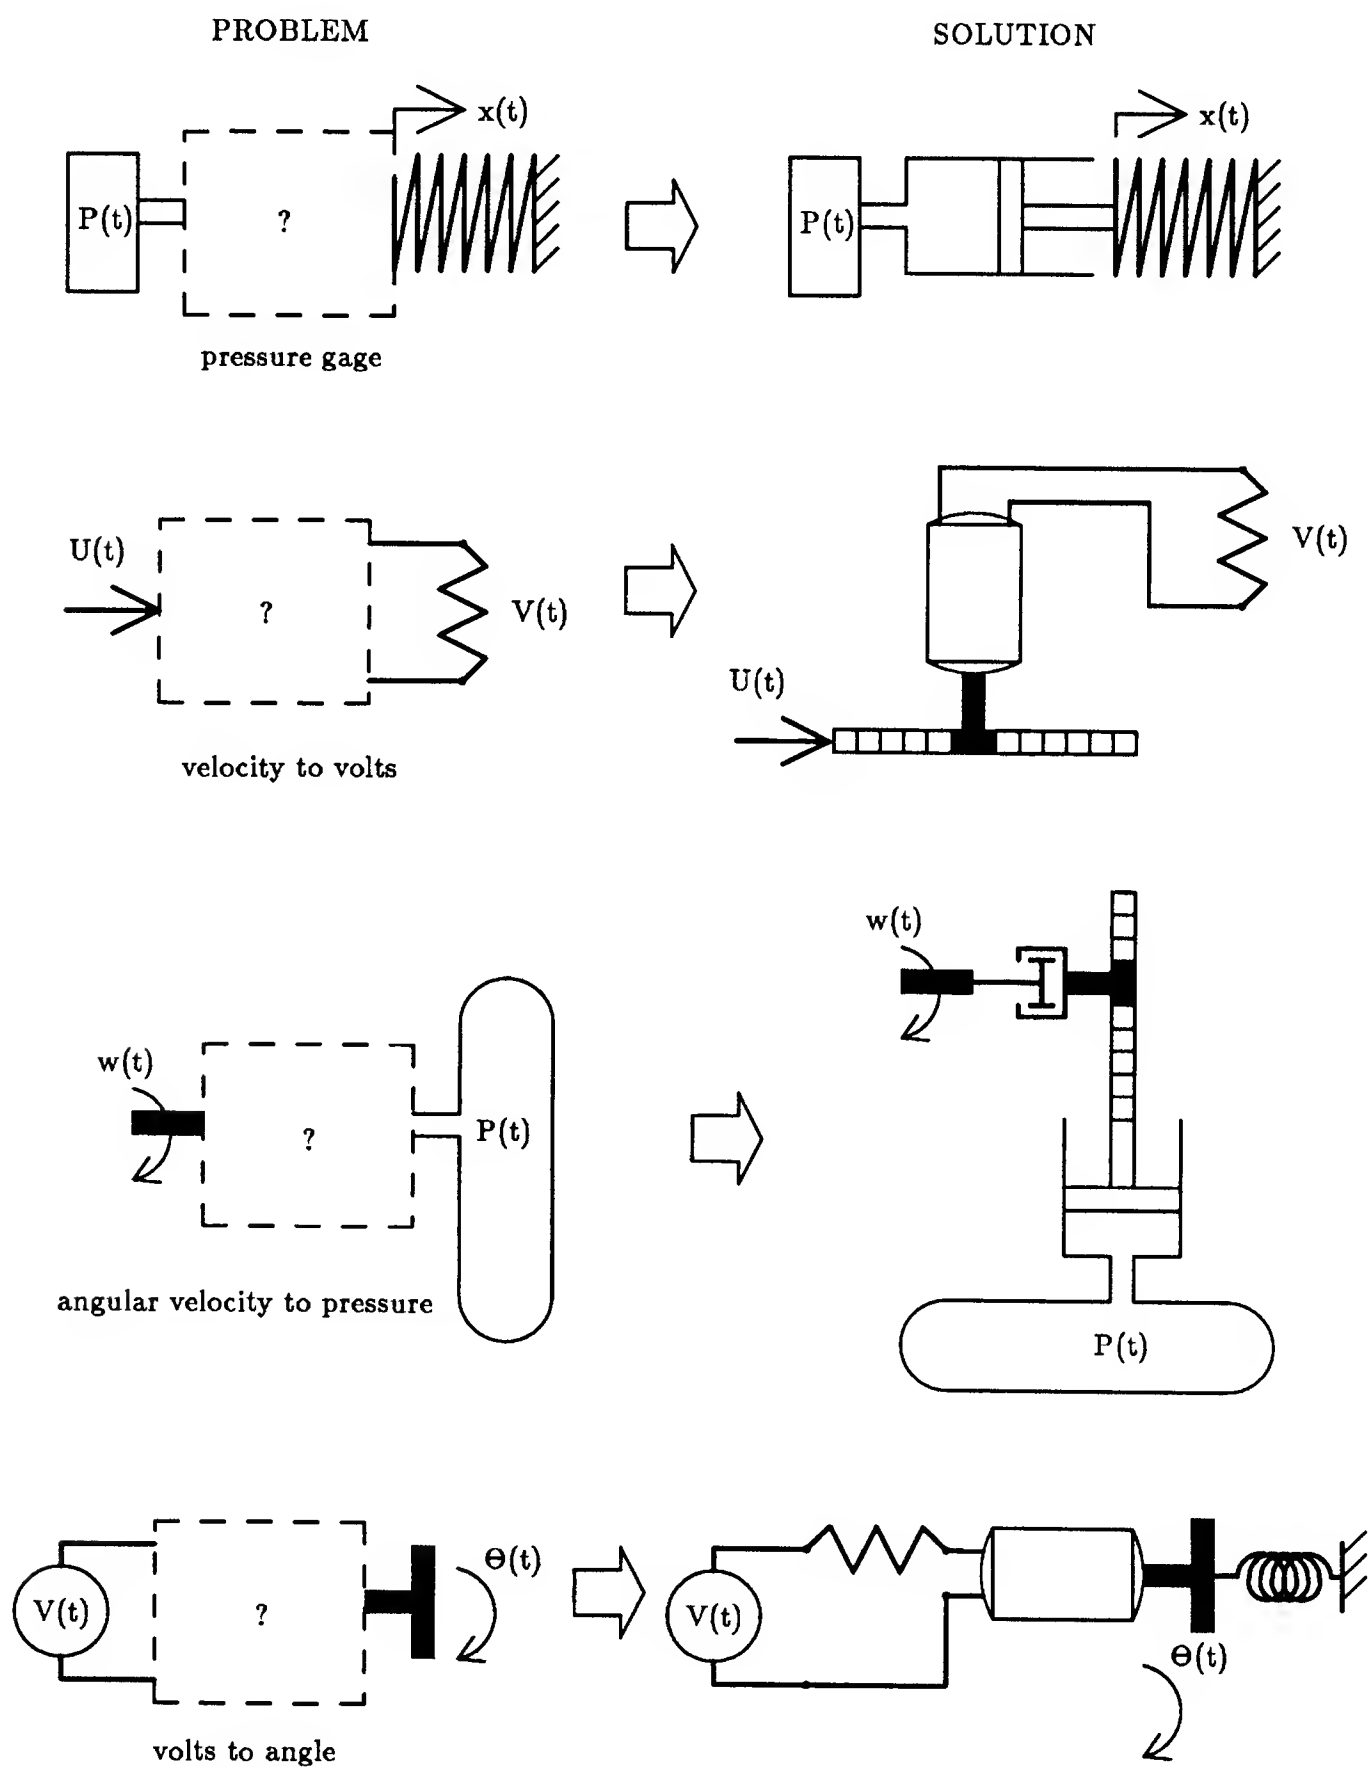 PROBLEM
SOLUTION
x(t)
P(t)
?
pressure gage
x(t)
P(t)
U(t)
?
V(t)
velocity to volts
V(t)
U(t)
w(t)
?
P(t)
angular velocity to pressure
w(t)
P(t)
V(t)
?
Θ(t)
volts to angle
V(t)
Θ(t)